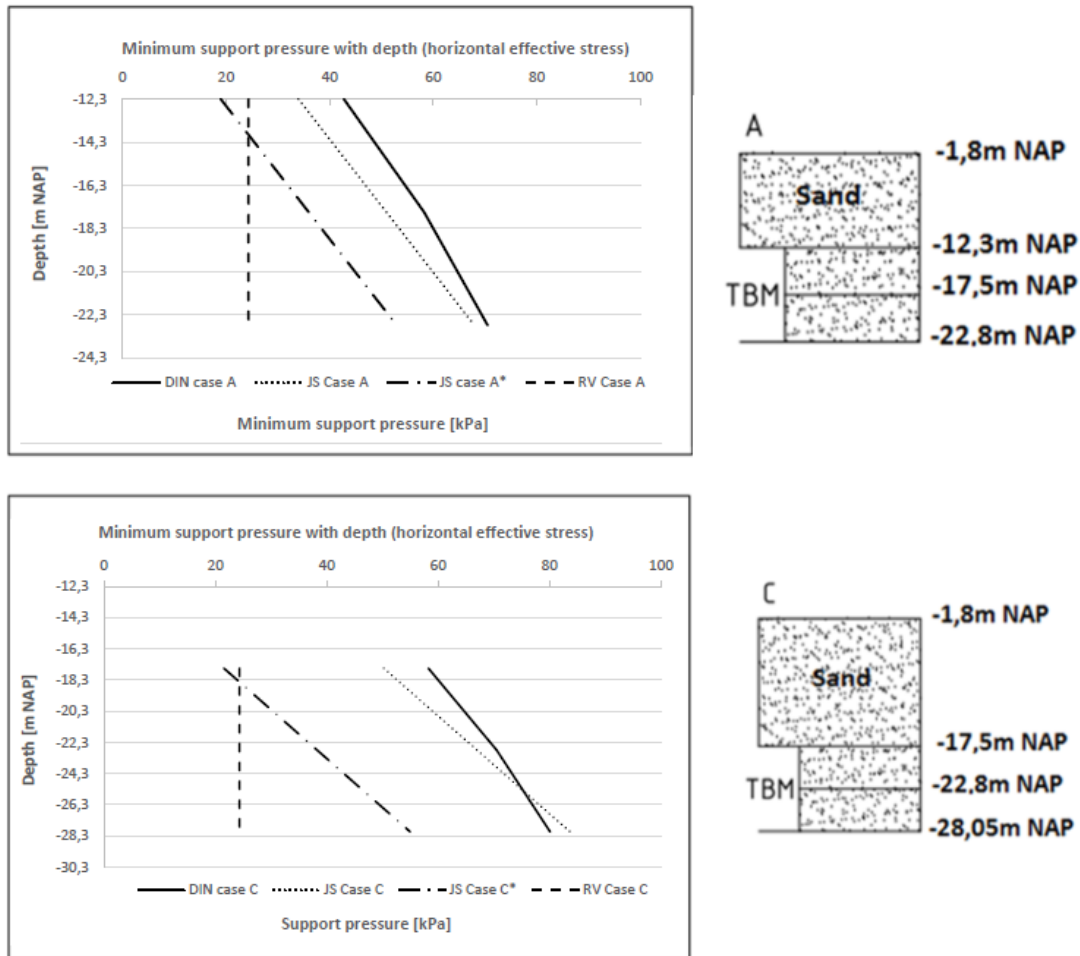 Minimum support pressure with depth (horizontal effective stress)
0 20 40 60 80 100
-12,3
-14,3
-16,3
-18,3
-20,3
-22,3
-24,3
Depth [m NAP]
DIN case A JS Case A JS case A* RV Case A
Minimum support pressure [kPa]
A
-1,8m NAP
Sand
-12,3m NAP
TBM
-17,5m NAP
-22,8m NAP
Minimum support pressure with depth (horizontal effective stress)
0 20 40 60 80 100
-12,3
-14,3
-16,3
-18,3
-20,3
-22,3
-24,3
-26,3
-28,3
-30,3
Depth [m NAP]
DIN case C JS Case C JS Case C* RV Case C
Support pressure [kPa]
C
-1,8m NAP
Sand
-17,5m NAP
TBM
-22,8m NAP
-28,05m NAP